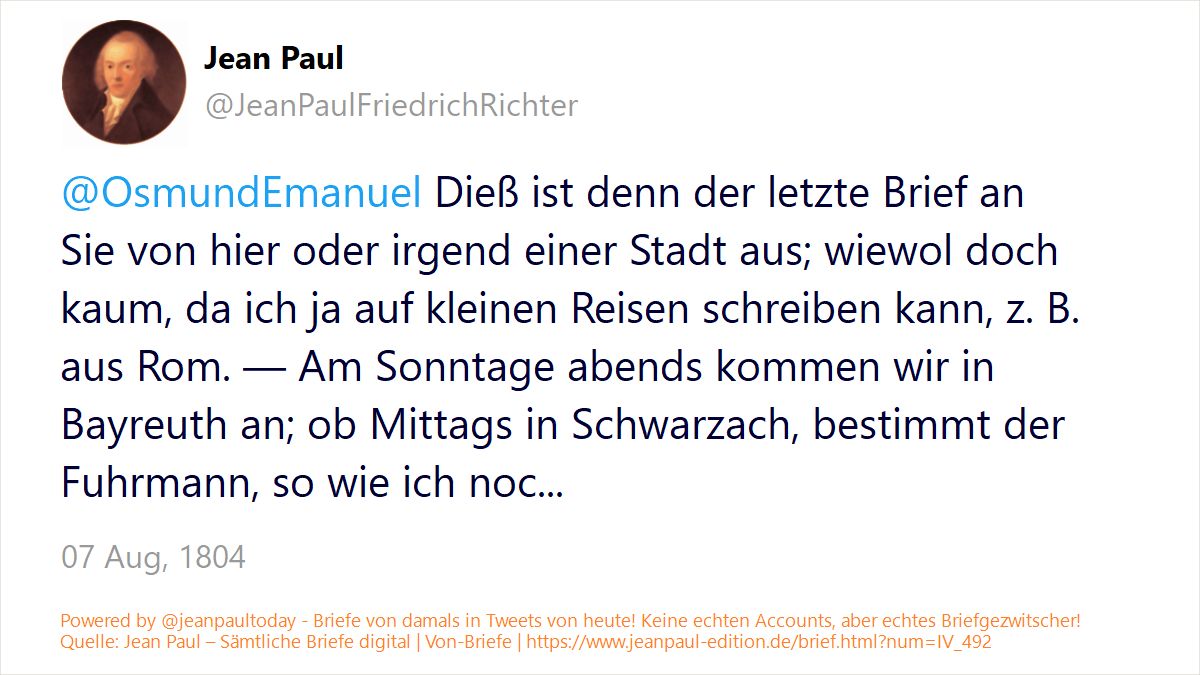 Jean Paul
@JeanPaulFriedrichRichter
@OsmundEmanuel Dieß ist denn der letzte Brief an
Sie von hier oder irgend einer Stadt aus; wiewol doch
kaum, da ich ja auf kleinen Reisen schreiben kann, z. B.
aus Rom. — Am Sonntage abends kommen wir in
Bayreuth an; ob Mittags in Schwarzach, bestimmt der
Fuhrmann, so wie ich noc...
07 Aug, 1804
Powered by @jeanpaultoday - Briefe von damals in Tweets von heute! Keine echten Accounts, aber echtes Briefgezwitscher!
Quelle: Jean Paul – Sämtliche Briefe digital | Von-Briefe | https://www.jeanpaul-edition.de/brief.html?num=IV_492